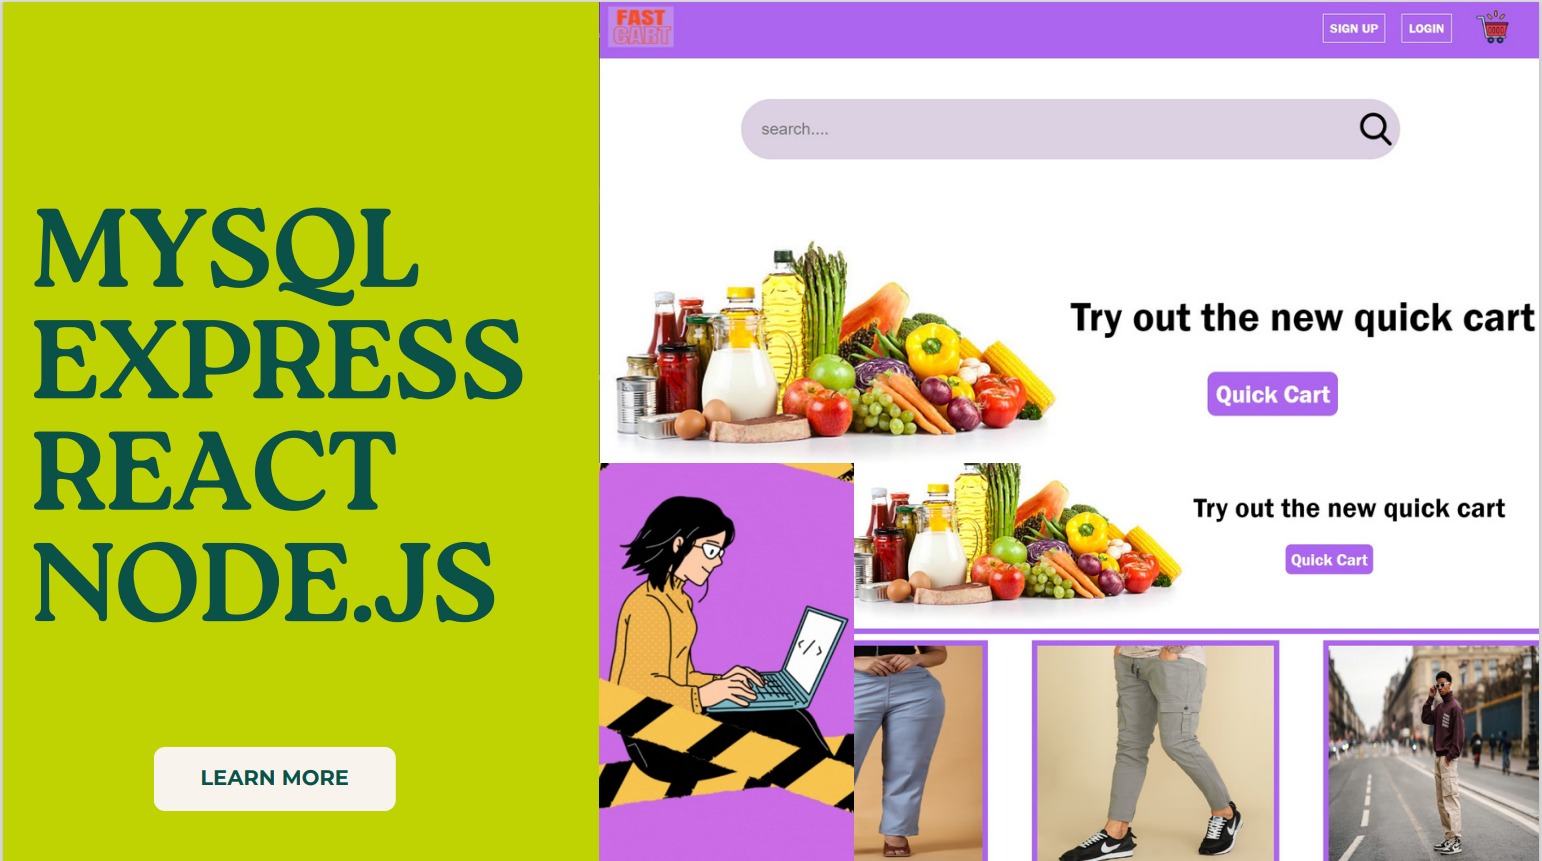 MYSQL
EXPRESS
REACT
NODE.JS
LEARN MORE
FAST
CART
SIGN UP
LOGIN
search....
Try out the new quick cart
Quick Cart
</>
Try out the new quick cart
Quick Cart